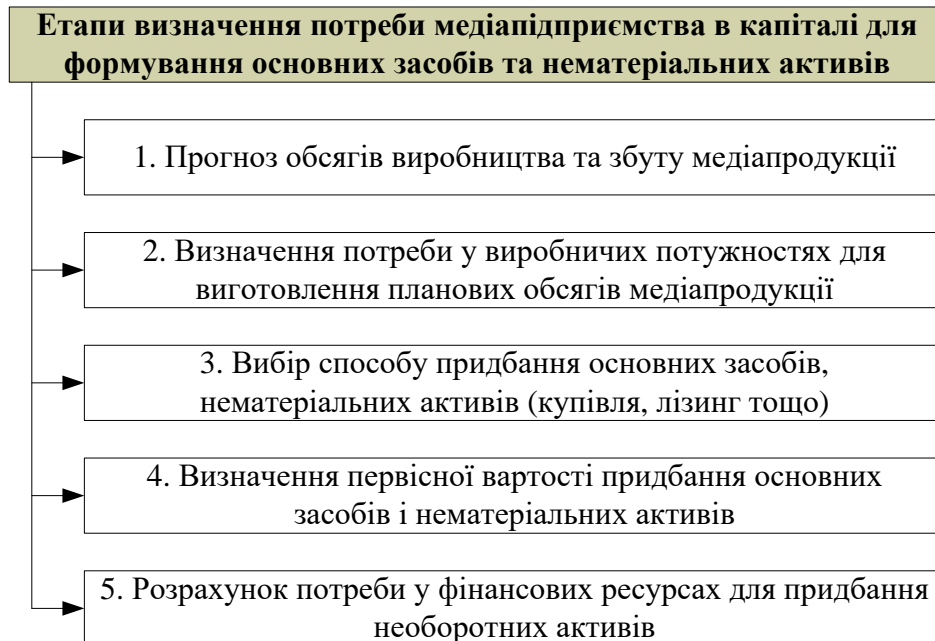 Етапи визначення потреби медіапідприємства в капіталі для
формування основних засобів та нематеріальних активів
1. Прогноз обсягів виробництва та збуту медіапродукції
2. Визначення потреби у виробничих потужностях для
виготовлення планових обсягів медіапродукції
3. Вибір способу придбання основних засобів,
нематеріальних активів (купівля, лізинг тощо)
4. Визначення первісної вартості придбання основних
засобів і нематеріальних активів
5. Розрахунок потреби у фінансових ресурсах для придбання
необоротних активів